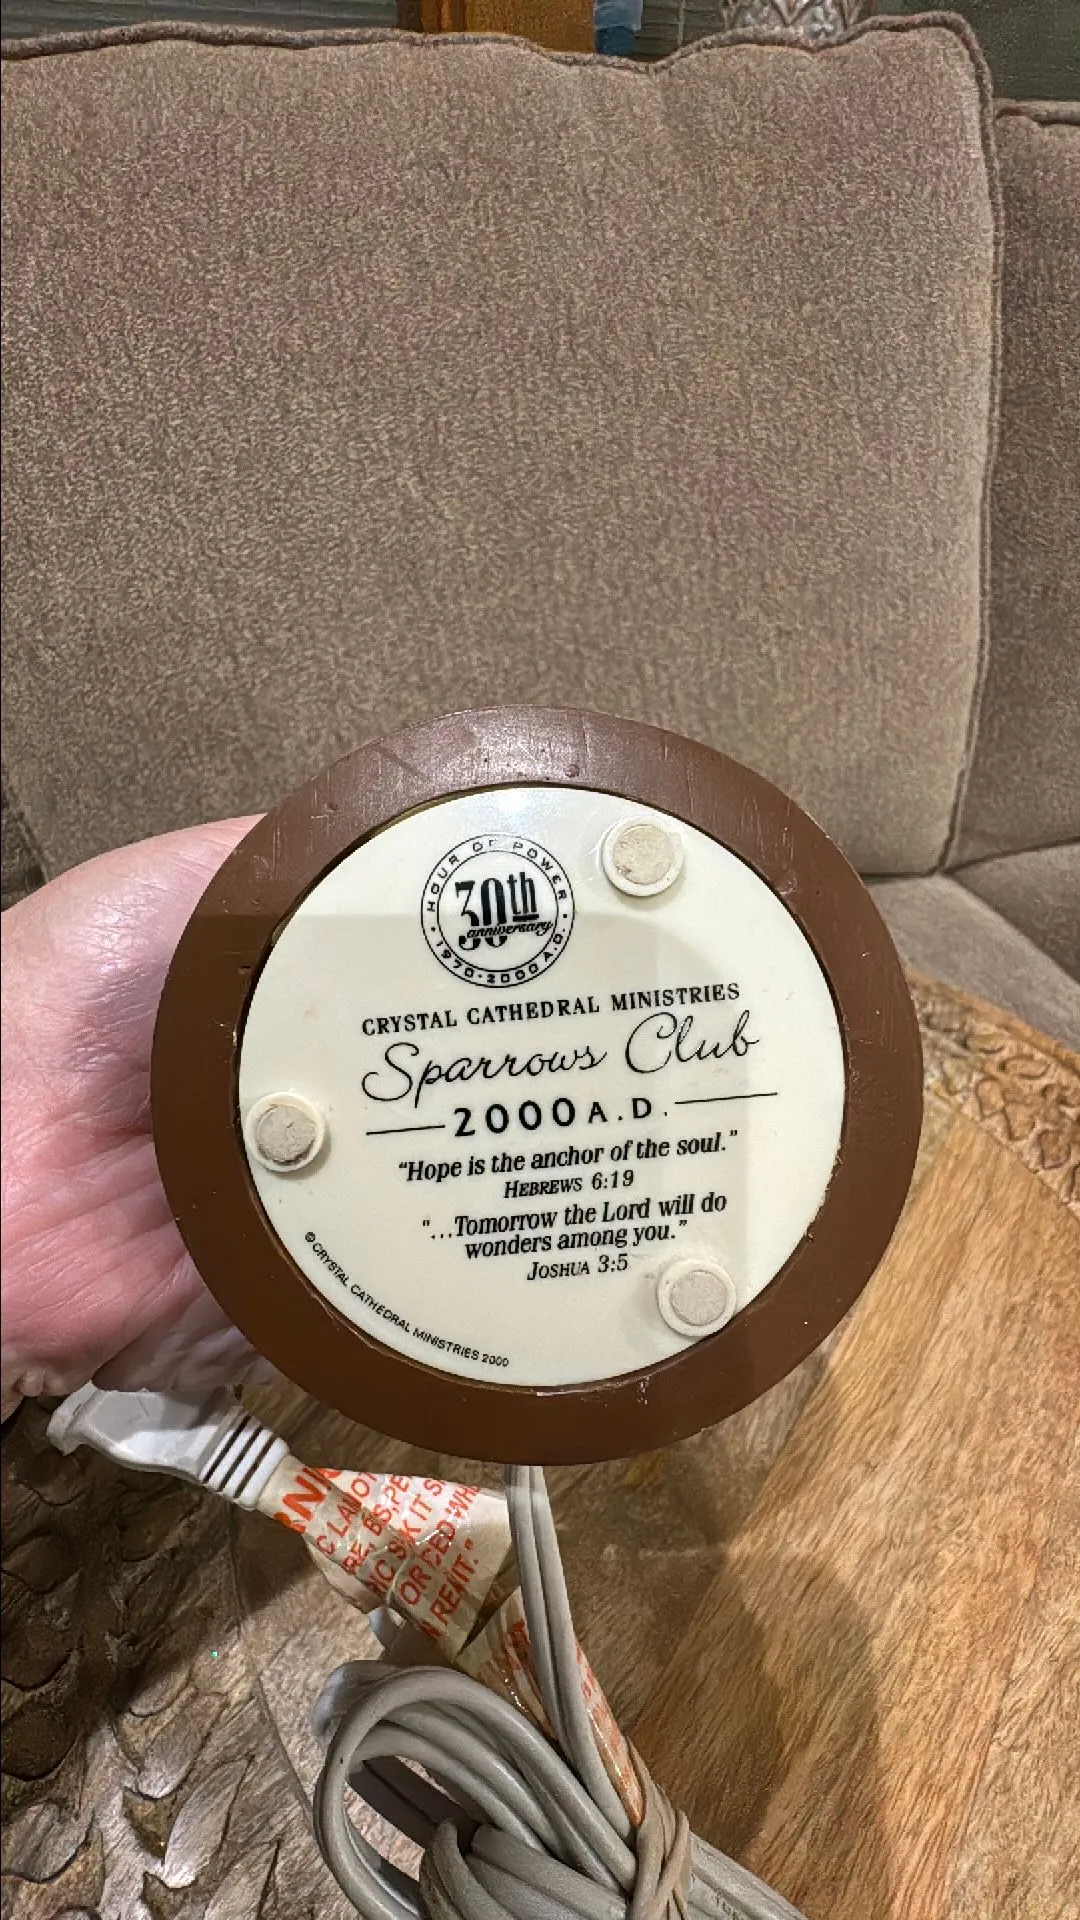 HOUR OF POWER
30th
anniversary
1970-2000 A.D.
CRYSTAL CATHEDRAL MINISTRIES
Sparrows Club
2000 A.D.
“Hope is the anchor of the soul.”
HEBREWS 6:19
“...Tomorrow the Lord will do
wonders among you.”
JOSHUA 3:5
© CRYSTAL CATHEDRAL MINISTRIES 2000